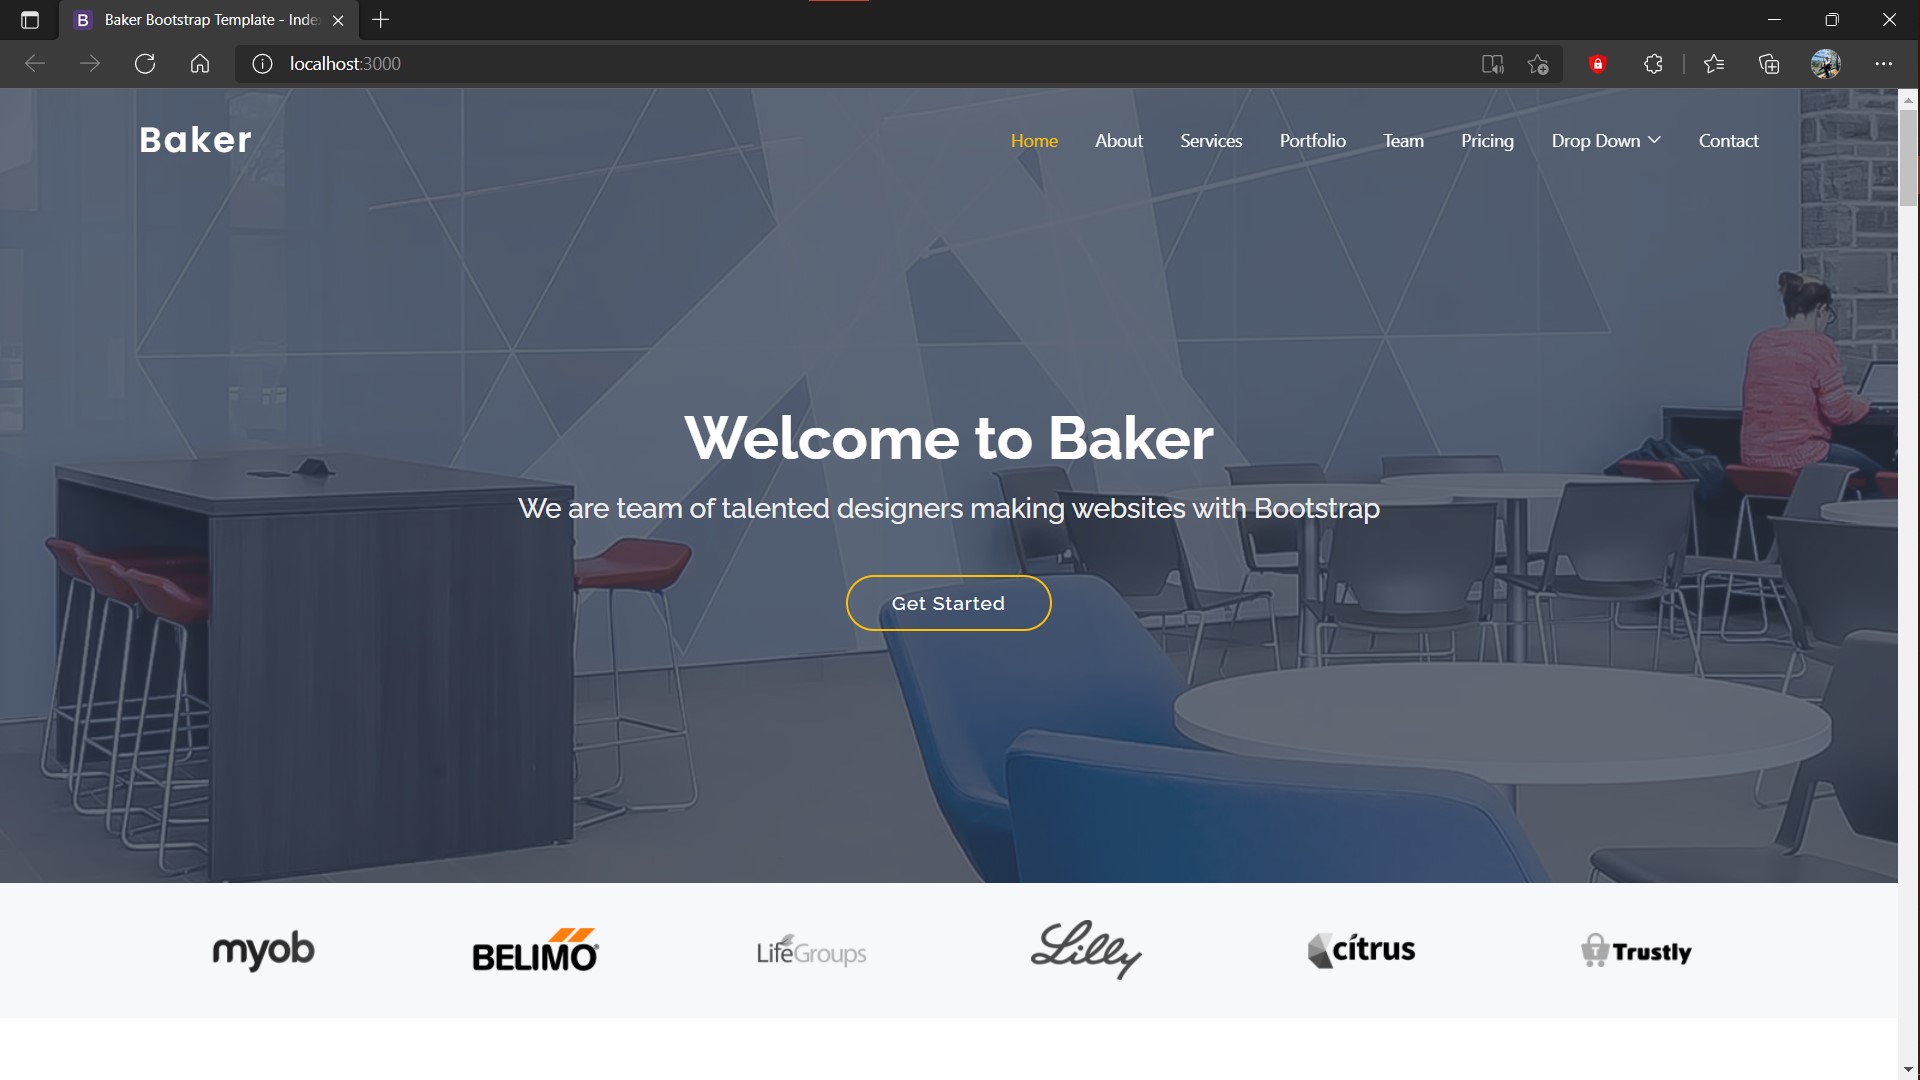 B Baker Bootstrap Template - Inde
localhost:3000
Baker
Home About Services Portfolio Team Pricing Drop Down Contact
Welcome to Baker
We are team of talented designers making websites with Bootstrap
Get Started
myob BELIMO® LifeGroups Lilly cítrus T Trustly